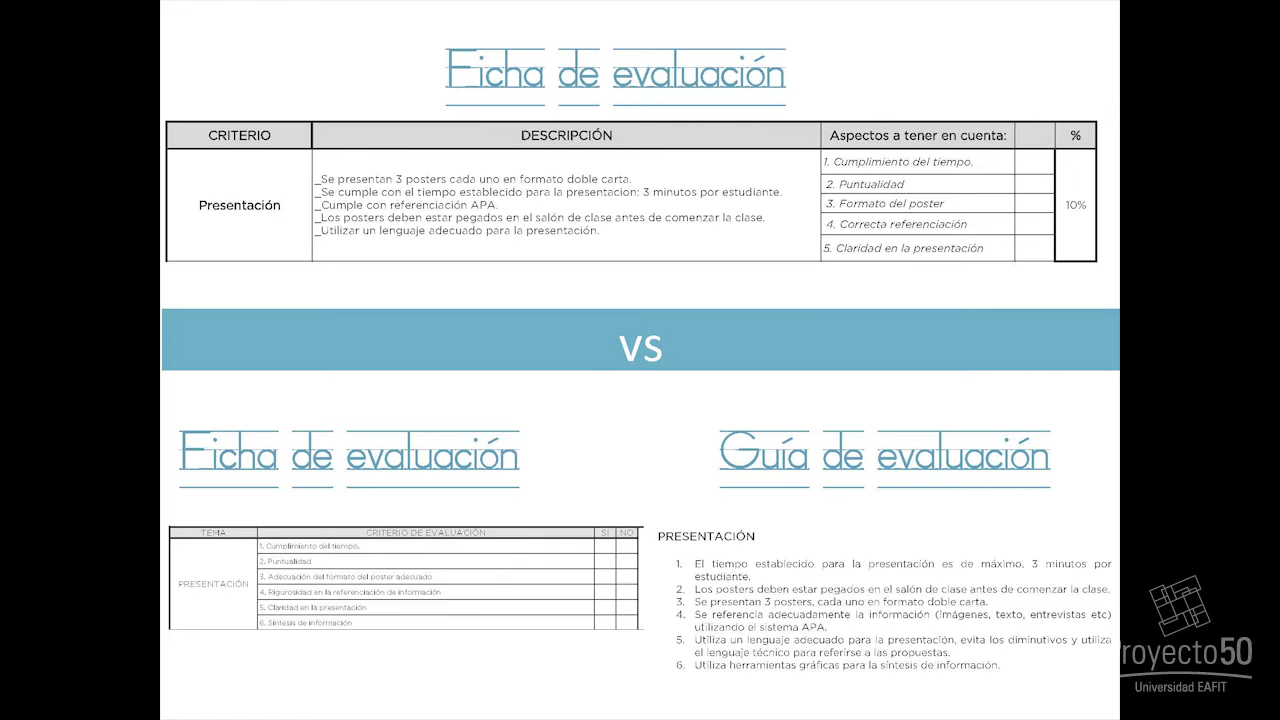 Ficha de evaluación
CRITERIO DESCRIPCIÓN Aspectos a tener en cuenta: %
Presentación
_Se presentan 3 posters cada uno en formato doble carta.
_Se cumple con el tiempo establecido para la presentacion: 3 minutos por estudiante.
_Cumple con referenciación APA.
_Los posters deben estar pegados en el salón de clase antes de comenzar la clase.
_Utilizar un lenguaje adecuado para la presentación.
1. Cumplimiento del tiempo.
2. Puntualidad
3. Formato del poster
4. Correcta referenciación
5. Claridad en la presentación
10%
VS
Ficha de evaluación
TEMA CRITERIO DE EVALUACIÓN SI NO
PRESENTACIÓN
1. Cumplimiento del tiempo.
2. Puntualidad
3. Adecuación del formato del poster adecuado
4. Rigurosidad en la referenciación de información
5. Claridad en la presentación
6. Síntesis de información
Guía de evaluación
PRESENTACIÓN
1. El tiempo establecido para la presentación es de máximo. 3 minutos por
estudiante.
2. Los posters deben estar pegados en el salón de clase antes de comenzar la clase.
3. Se presentan 3 posters, cada uno en formato doble carta.
4. Se referencia adecuadamente la información (imágenes, texto, entrevistas etc)
utilizando el sistema APA.
5. Utiliza un lenguaje adecuado para la presentación, evita los diminutivos y utiliza
el lenguaje técnico para referirse a las propuestas.
6. Utiliza herramientas gráficas para la síntesis de información.
Proyecto50
Universidad EAFIT